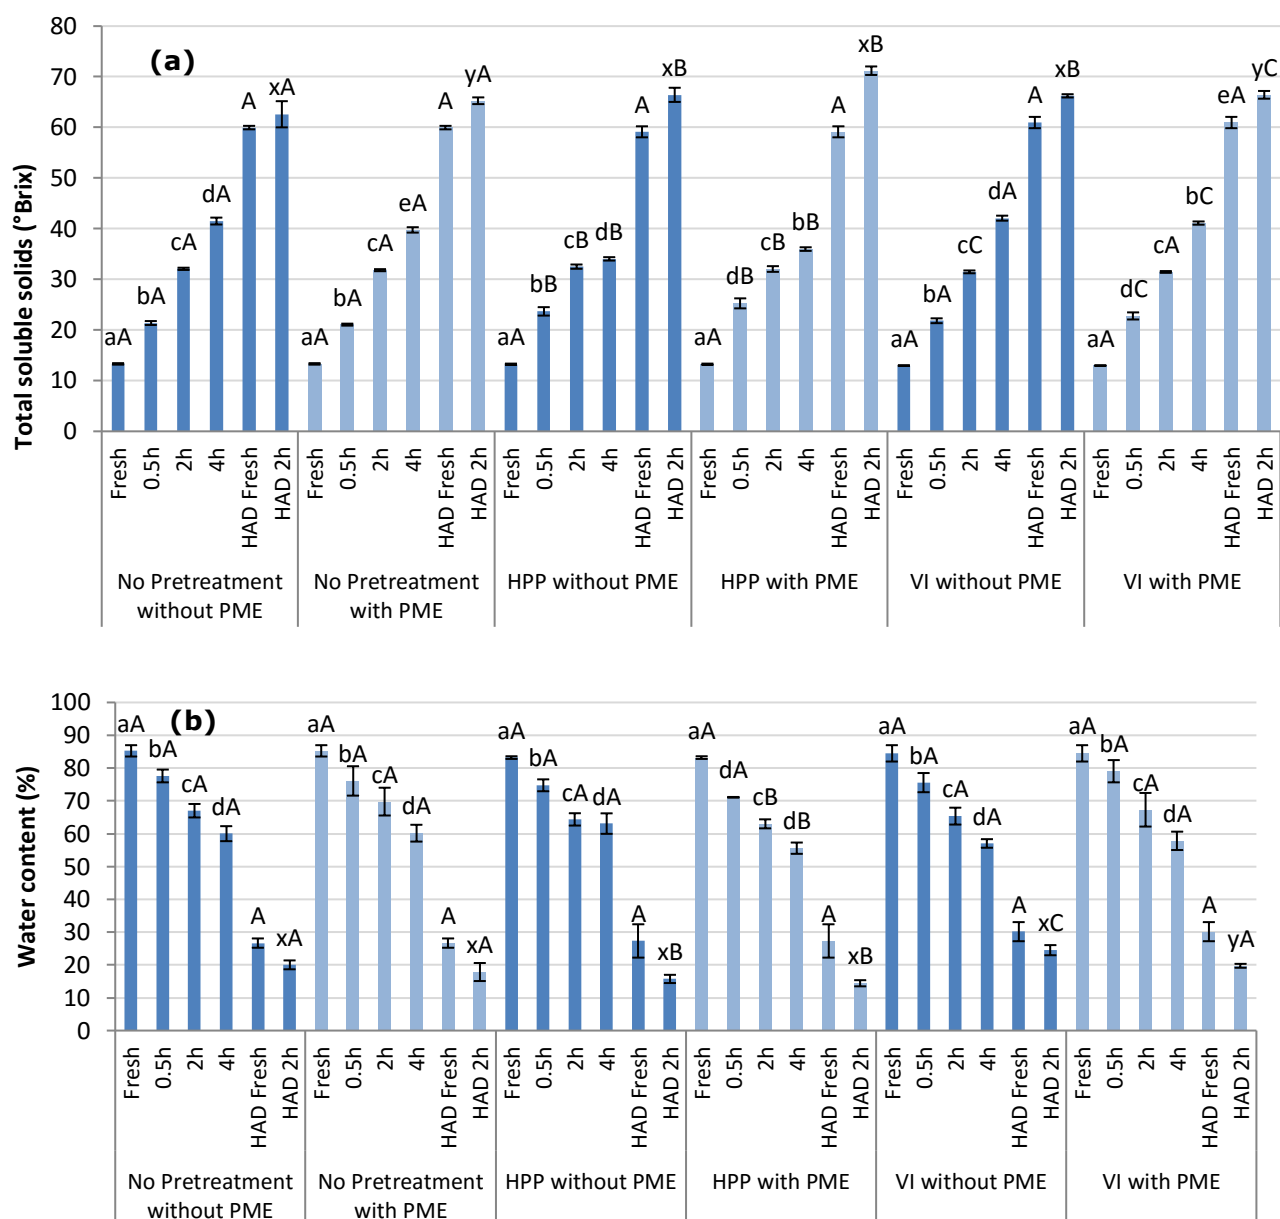 (a)
Total soluble solids (°Brix)
80
70
60
50
40
30
20
10
0
aA bA cA dA A xA
aA bA cA eA A yA
aA bB cB dB A xB
aA dB cB bB A xB
aA bA cC dA A xB
aA dC cA bC eA yC
Fresh 0.5h 2h 4h HAD Fresh HAD 2h
Fresh 0.5h 2h 4h HAD Fresh HAD 2h
Fresh 0.5h 2h 4h HAD Fresh HAD 2h
Fresh 0.5h 2h 4h HAD Fresh HAD 2h
Fresh 0.5h 2h 4h HAD Fresh HAD 2h
Fresh 0.5h 2h 4h HAD Fresh HAD 2h
No Pretreatment
without PME
No Pretreatment
with PME
HPP without PME
HPP with PME
VI without PME
VI with PME
(b)
Water content (%)
100
90
80
70
60
50
40
30
20
10
0
aA bA cA dA A xA
aA bA cA dA A xA
aA bA cA dA A xB
aA dA cB dB A xB
aA bA cA dA A xC
aA bA cA dA A yA
Fresh 0.5h 2h 4h HAD Fresh HAD 2h
Fresh 0.5h 2h 4h HAD Fresh HAD 2h
Fresh 0.5h 2h 4h HAD Fresh HAD 2h
Fresh 0.5h 2h 4h HAD Fresh HAD 2h
Fresh 0.5h 2h 4h HAD Fresh HAD 2h
Fresh 0.5h 2h 4h HAD Fresh HAD 2h
No Pretreatment
without PME
No Pretreatment
with PME
HPP without PME
HPP with PME
VI without PME
VI with PME